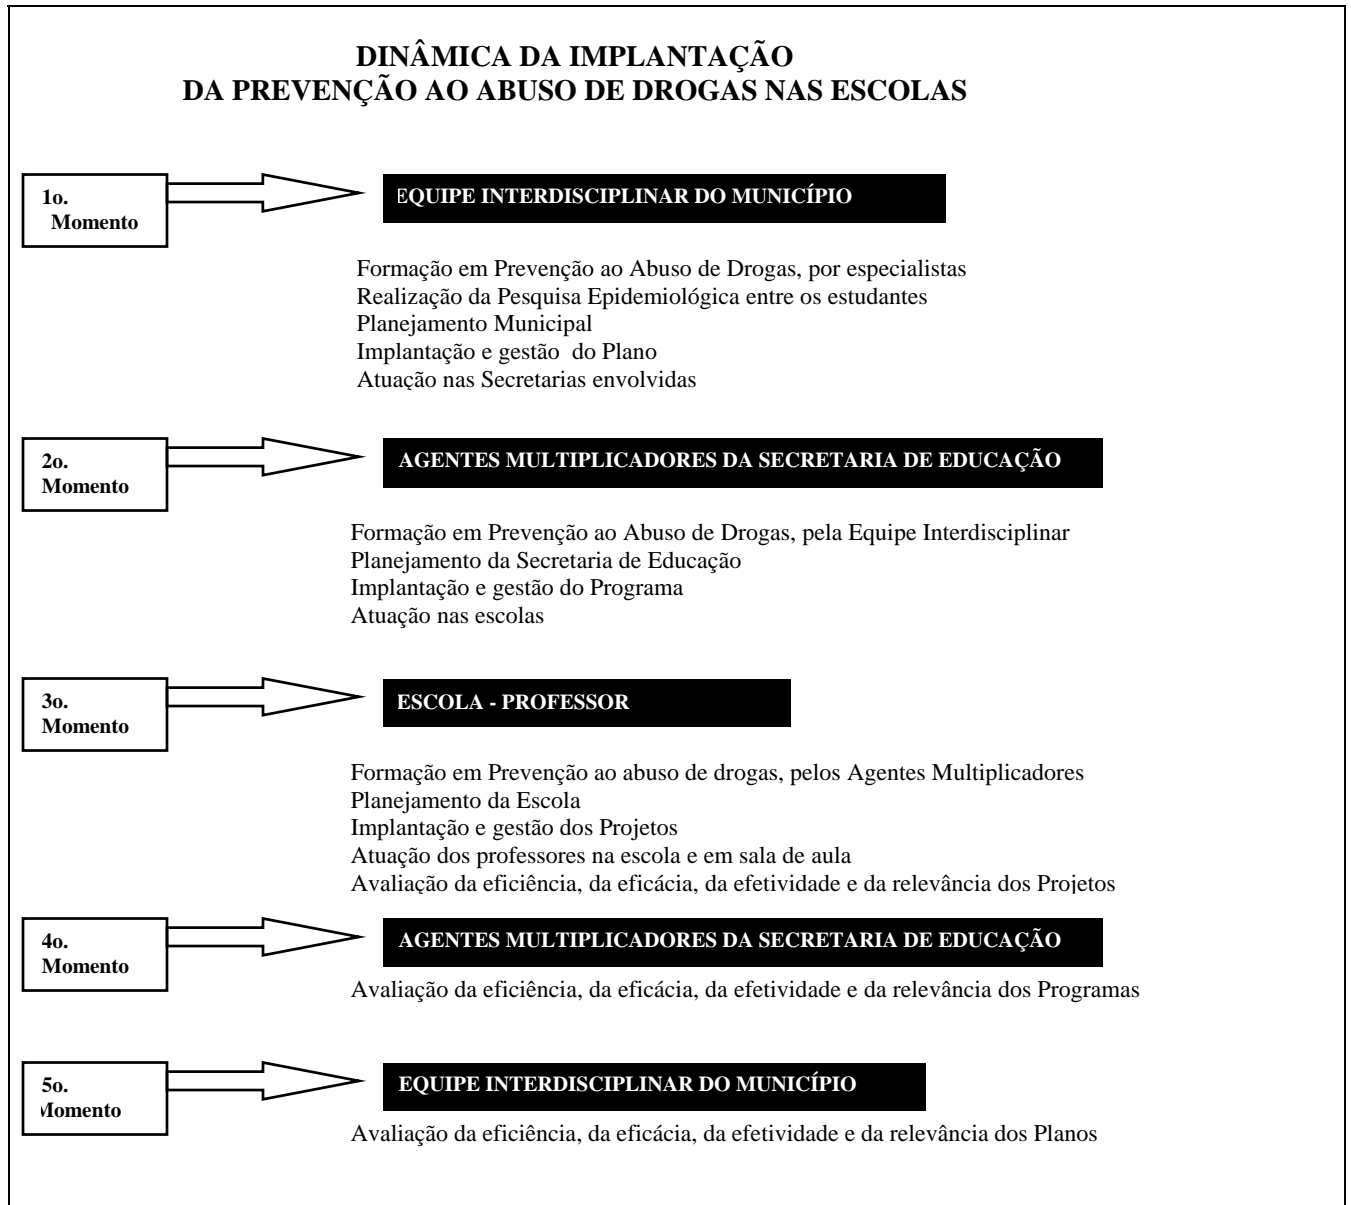 DINÂMICA DA IMPLANTAÇÃO
DA PREVENÇÃO AO ABUSO DE DROGAS NAS ESCOLAS
1o.
Momento
EQUIPE INTERDISCIPLINAR DO MUNICÍPIO
Formação em Prevenção ao Abuso de Drogas, por especialistas
Realização da Pesquisa Epidemiológica entre os estudantes
Planejamento Municipal
Implantação e gestão do Plano
Atuação nas Secretarias envolvidas
2o.
Momento
AGENTES MULTIPLICADORES DA SECRETARIA DE EDUCAÇÃO
Formação em Prevenção ao Abuso de Drogas, pela Equipe Interdisciplinar
Planejamento da Secretaria de Educação
Implantação e gestão do Programa
Atuação nas escolas
3o.
Momento
ESCOLA - PROFESSOR
Formação em Prevenção ao abuso de drogas, pelos Agentes Multiplicadores
Planejamento da Escola
Implantação e gestão dos Projetos
Atuação dos professores na escola e em sala de aula
Avaliação da eficiência, da eficácia, da efetividade e da relevância dos Projetos
4o.
Momento
AGENTES MULTIPLICADORES DA SECRETARIA DE EDUCAÇÃO
Avaliação da eficiência, da eficácia, da efetividade e da relevância dos Programas
5o.
Momento
EQUIPE INTERDISCIPLINAR DO MUNICÍPIO
Avaliação da eficiência, da eficácia, da efetividade e da relevância dos Planos